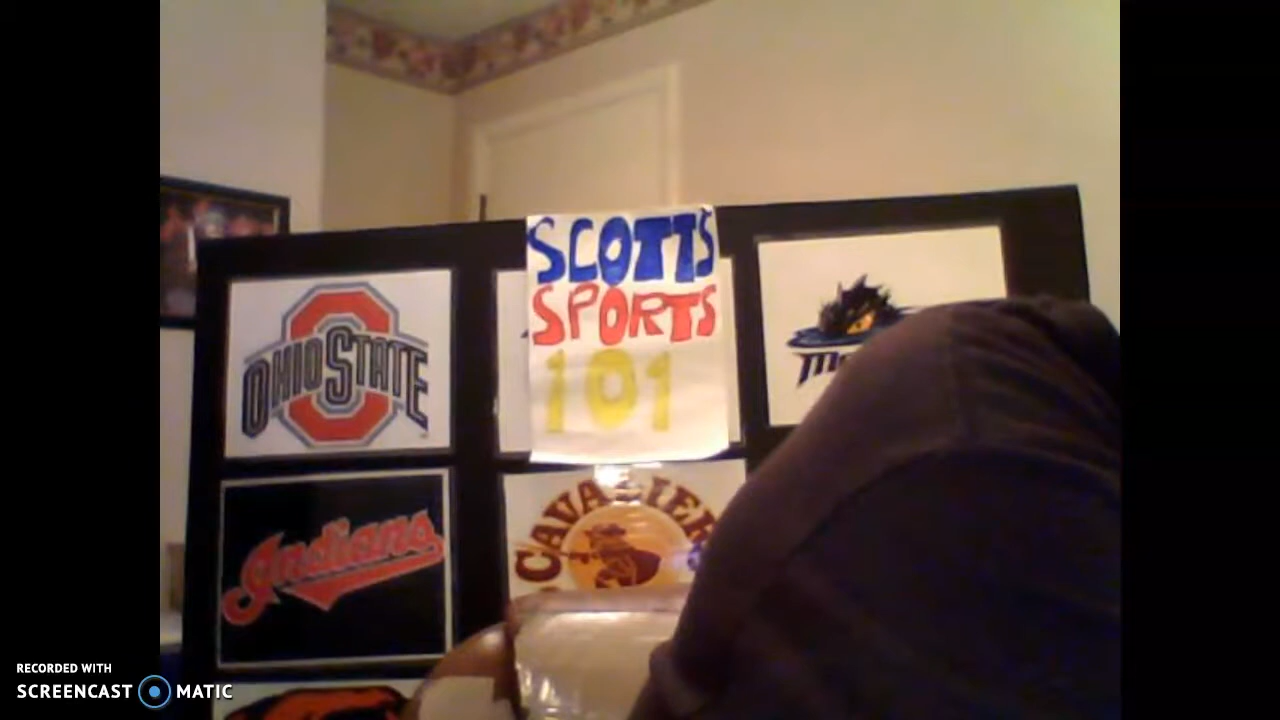 SCOTTS
SPORTS
101
OHIO STATE
Indians
CAVALIER
RECORDED WITH
SCREENCAST MATIC